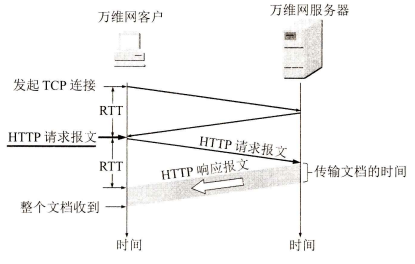 万维网客户
万维网服务器
发起 TCP 连接
RTT
HTTP 请求报文
HTTP 请求报文
RTT
HTTP 响应报文
传输文档的时间
整个文档收到
时间
时间